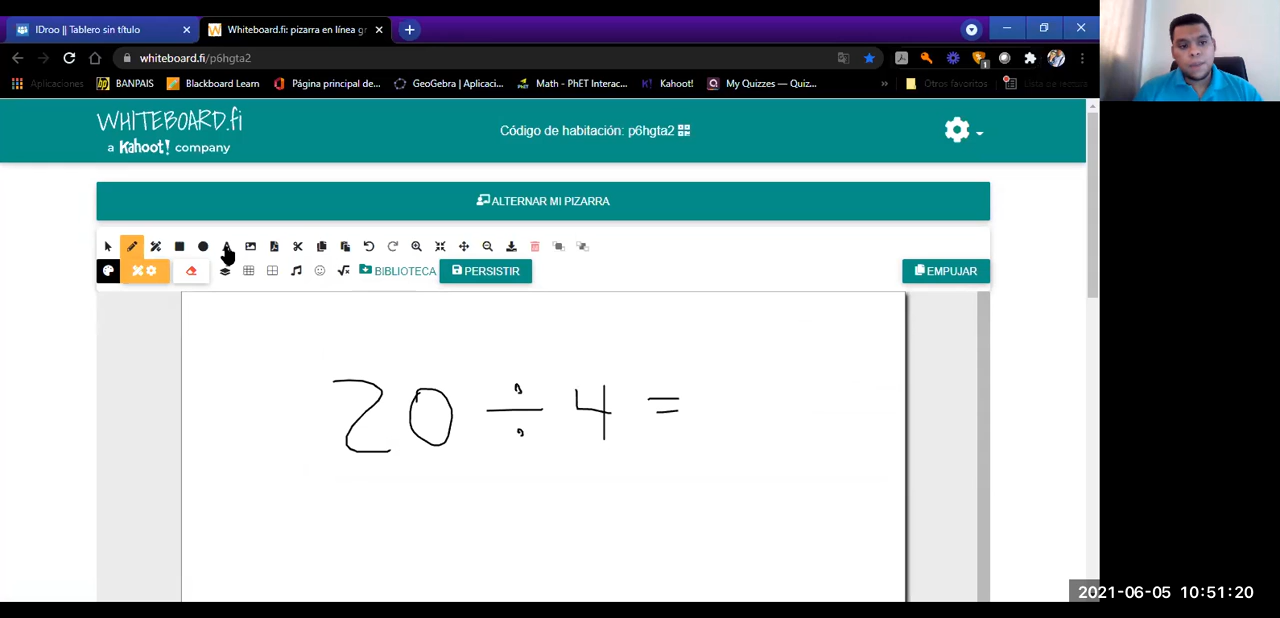 IDroo || Tablero sin título
Whiteboard.fi: pizarra en línea gr
whiteboard.fi/p6hgta2
Aplicaciones
BANPAIS
Blackboard Learn
Página principal de...
GeoGebra | Aplicaci...
Math - PhET Interac...
Kahoot!
My Quizzes — Quiz...
»
Otros favoritos
WHITEBOARD.fi
a Kahoot! company
Código de habitación: p6hgta2
ALTERNAR MI PIZARRA
BIBLIOTECA
PERSISTIR
EMPUJAR
20 ÷ 4 =
2021-06-05 10:51:20